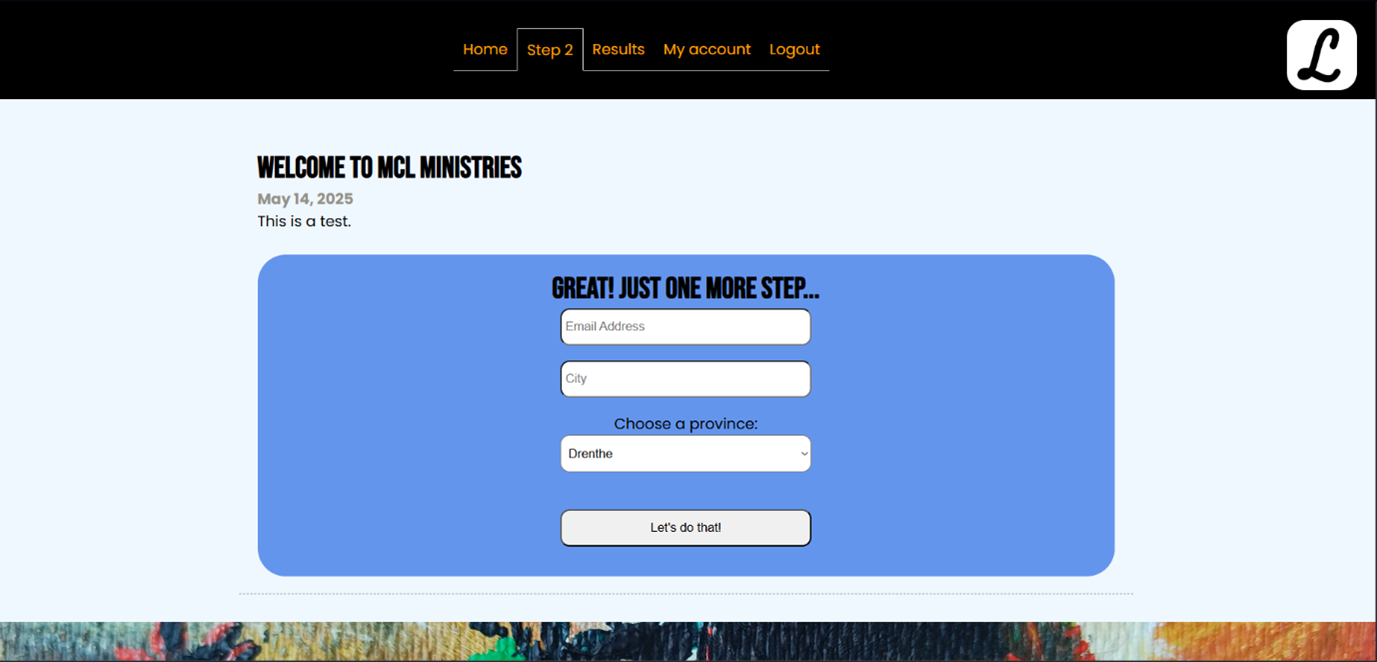 Home Step 2 Results My account Logout
L
WELCOME TO MCL MINISTRIES
May 14, 2025
This is a test.
GREAT! JUST ONE MORE STEP...
Email Address
City
Choose a province:
Drenthe
Let's do that!